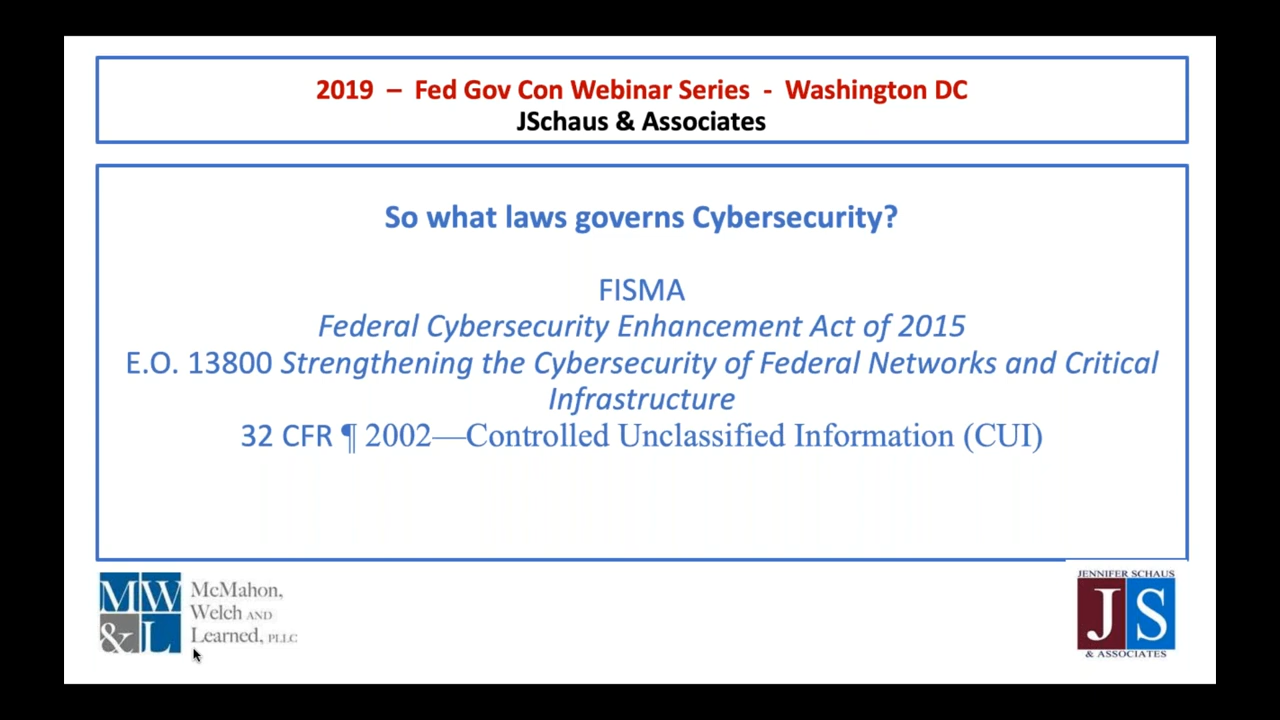 2019 – Fed Gov Con Webinar Series - Washington DC
JSchaus & Associates
So what laws governs Cybersecurity?
FISMA
Federal Cybersecurity Enhancement Act of 2015
E.O. 13800 Strengthening the Cybersecurity of Federal Networks and Critical
Infrastructure
32 CFR ¶ 2002—Controlled Unclassified Information (CUI)
MW
&L
McMahon,
Welch AND
Learned, PLLC
JENNIFER SCHAUS
JS
& ASSOCIATES